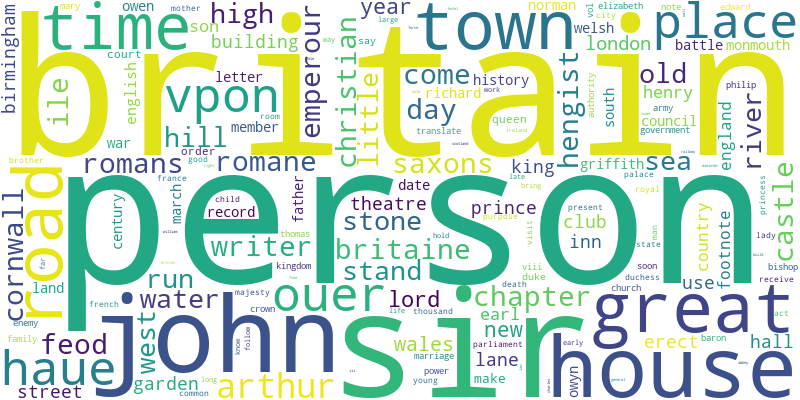 britain
person
sir
john
house
great
town
time
place
vpon
road
ouer
haue
high
year
old
river
castle
sea
hengist
come
day
little
christian
emperour
hill
ile
building
son
owen
mother
mary
court
say
way
large
birmingham
english
letter
member
war
order
good
room
history
richard
queen
translate
work
battle
norman
vol
elizabeth
city
note
edward
welsh
london
monmouth
henry
south
authority
army
council
government
philip
england
ireland
scotland
railway
romans
romane
saxons
king
griffith
palace
royal
princess
brother
france
cornwall
century
march
child
record
father
date
theatre
prince
purpose
late
bring
present
country
footnote
lady
man
state
visit
stone
club
inn
writer
britaine
stand
thomas
kingdom
hold
william
land
far
french
run
water
lord
chapter
viii
duke
duchess
soon
church
use
bishop
receive
death
earl
new
wales
west
majesty
crown
life
thousand
enemy
feod
know
follow
marriage
parliament
lane
early
erect
baron
act
hall
family
garden
long
arthur
power
young
make
owyn
street
common
charles
general
abbey